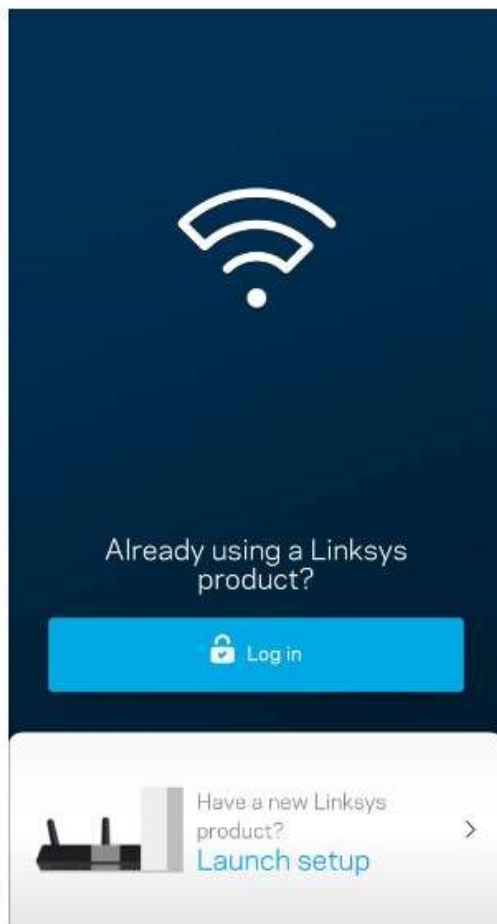 Already using a Linksys
product?
Log in
Have a new Linksys
product?
Launch setup